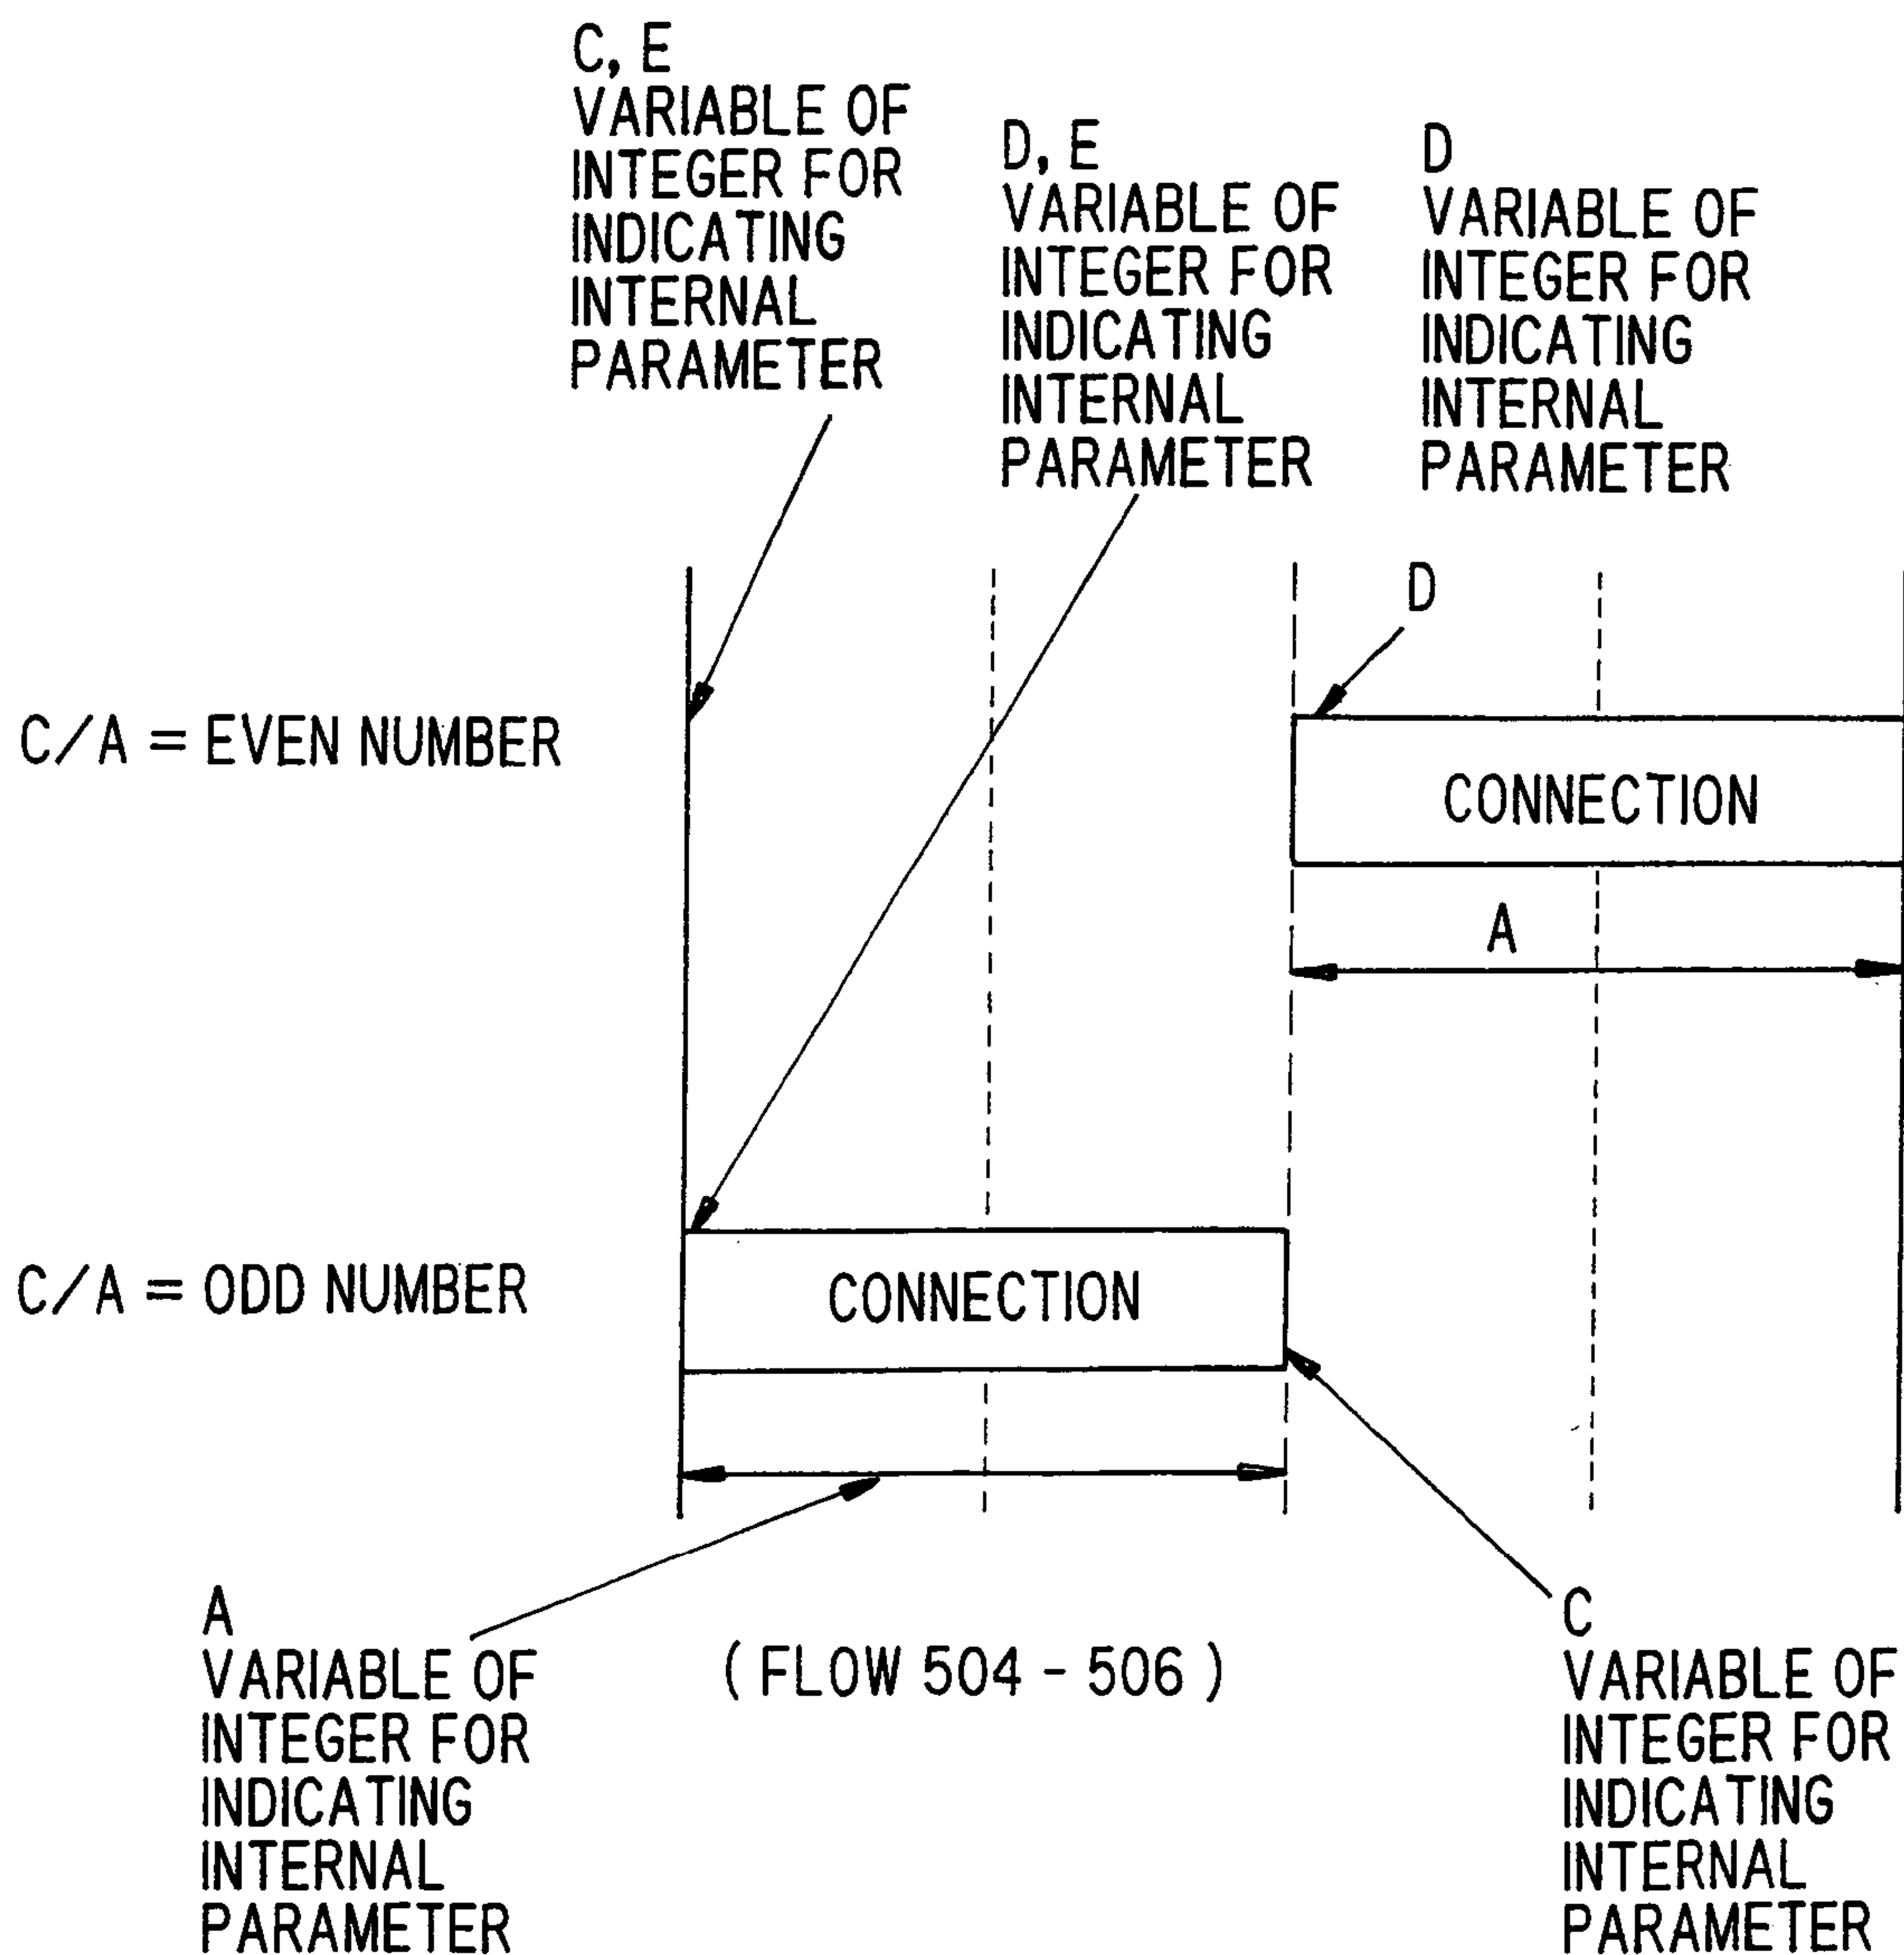 C, E
VARIABLE OF
INTEGER FOR
INDICATING
INTERNAL
PARAMETER
D, E
VARIABLE OF
INTEGER FOR
INDICATING
INTERNAL
PARAMETER
D
VARIABLE OF
INTEGER FOR
INDICATING
INTERNAL
PARAMETER
D
C/A = EVEN NUMBER
CONNECTION
A
C/A = ODD NUMBER
CONNECTION
A
VARIABLE OF
INTEGER FOR
INDICATING
INTERNAL
PARAMETER
( FLOW 504 - 506 )
C
VARIABLE OF
INTEGER FOR
INDICATING
INTERNAL
PARAMETER